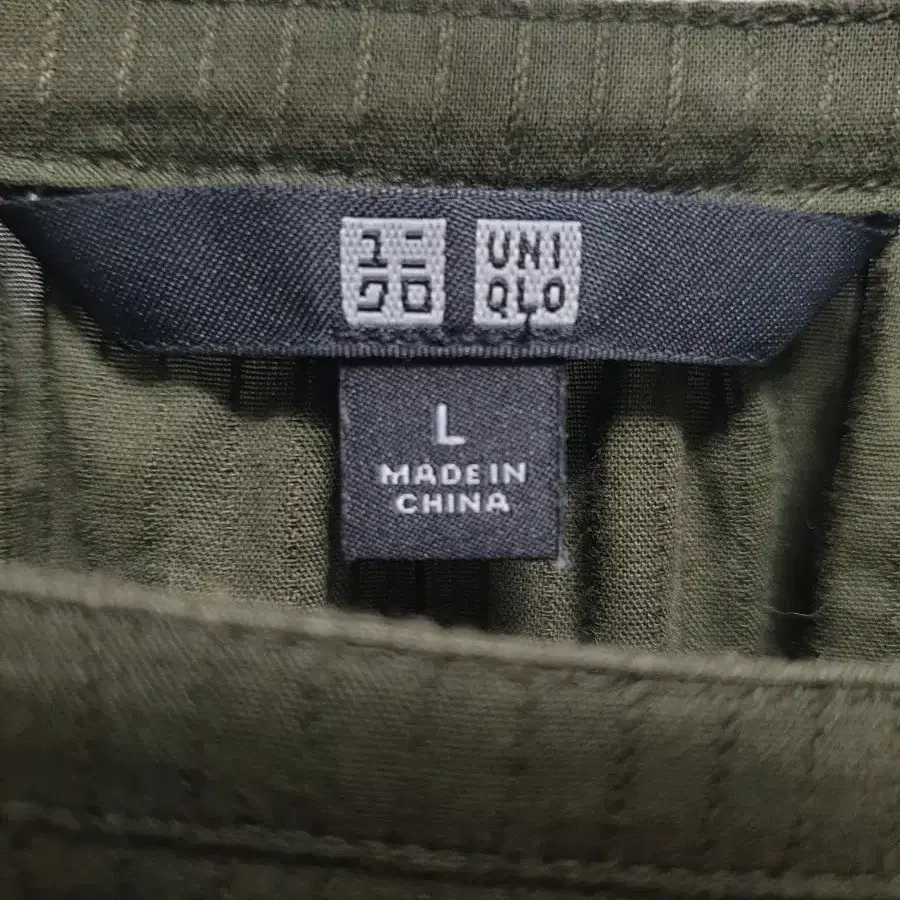 ユニ UNI
クロ QLO
L
MADE IN
CHINA